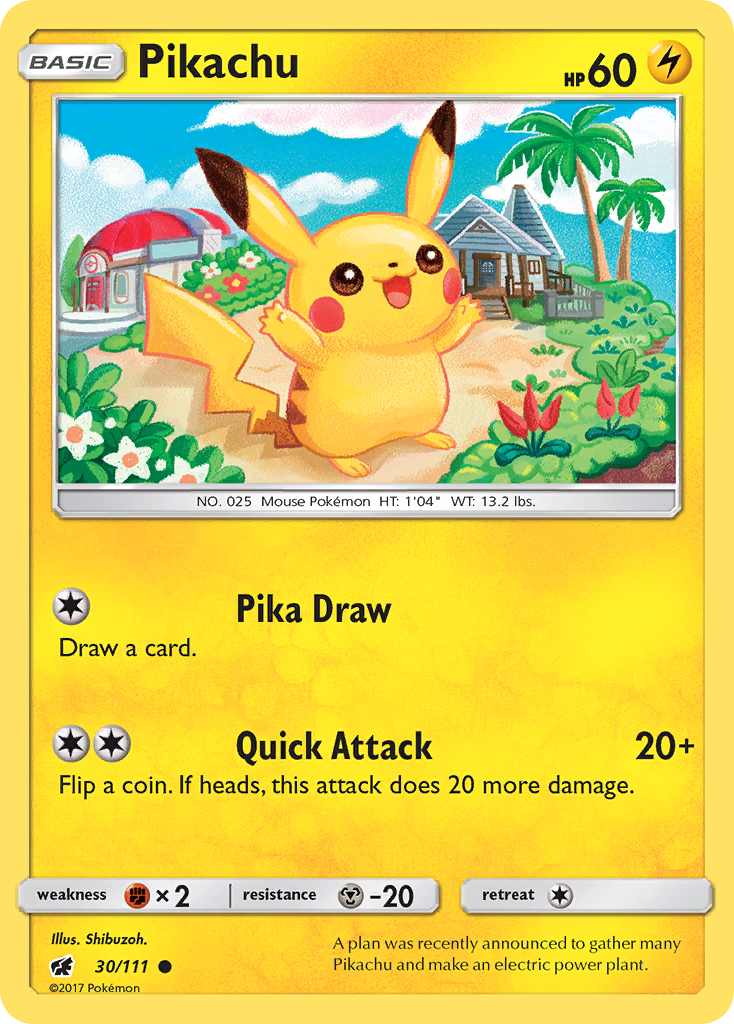 BASIC Pikachu HP 60
NO. 025 Mouse Pokémon HT: 1'04" WT: 13.2 lbs.
Pika Draw
Draw a card.
Quick Attack 20+
Flip a coin. If heads, this attack does 20 more damage.
weakness × 2 resistance –20 retreat
Illus. Shibuzoh.
30/111
©2017 Pokémon
A plan was recently announced to gather many
Pikachu and make an electric power plant.